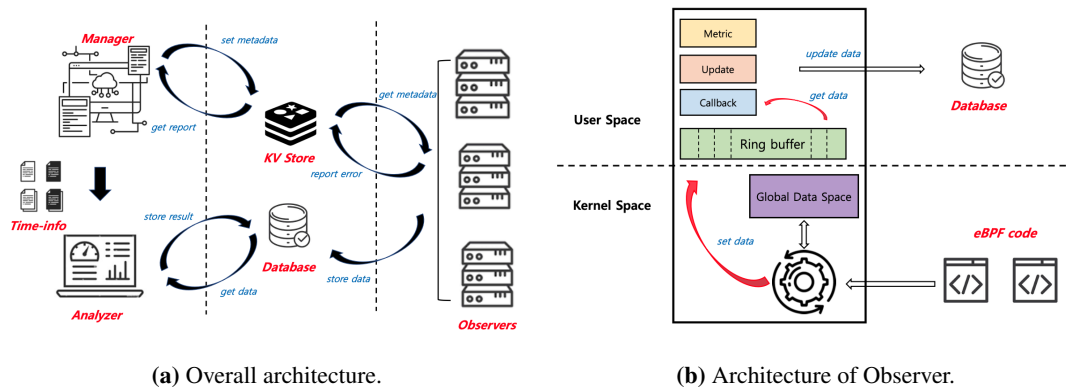 Manager
set metadata
get report
KV Store
get metadata
report error
Time-info
store result
Database
get data
store data
Analyzer
Observers
(a) Overall architecture.
Metric
Update
Callback
update data
get data
Database
User Space
Ring buffer
Kernel Space
Global Data Space
set data
eBPF code
(b) Architecture of Observer.